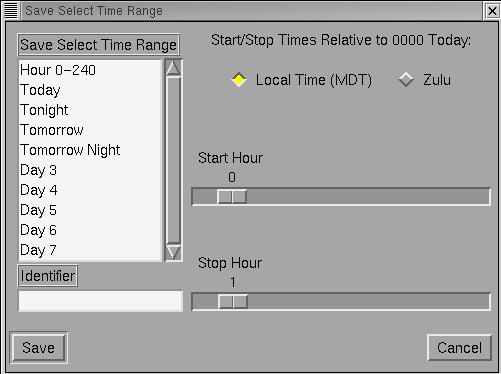 Save Select Time Range
Save Select Time Range
Start/Stop Times Relative to 0000 Today:
Local Time (MDT)
Zulu
Hour 0-240
Today
Tonight
Tomorrow
Tomorrow Night
Day 3
Day 4
Day 5
Day 6
Day 7
Start Hour
0
Stop Hour
1
Identifier
Save
Cancel